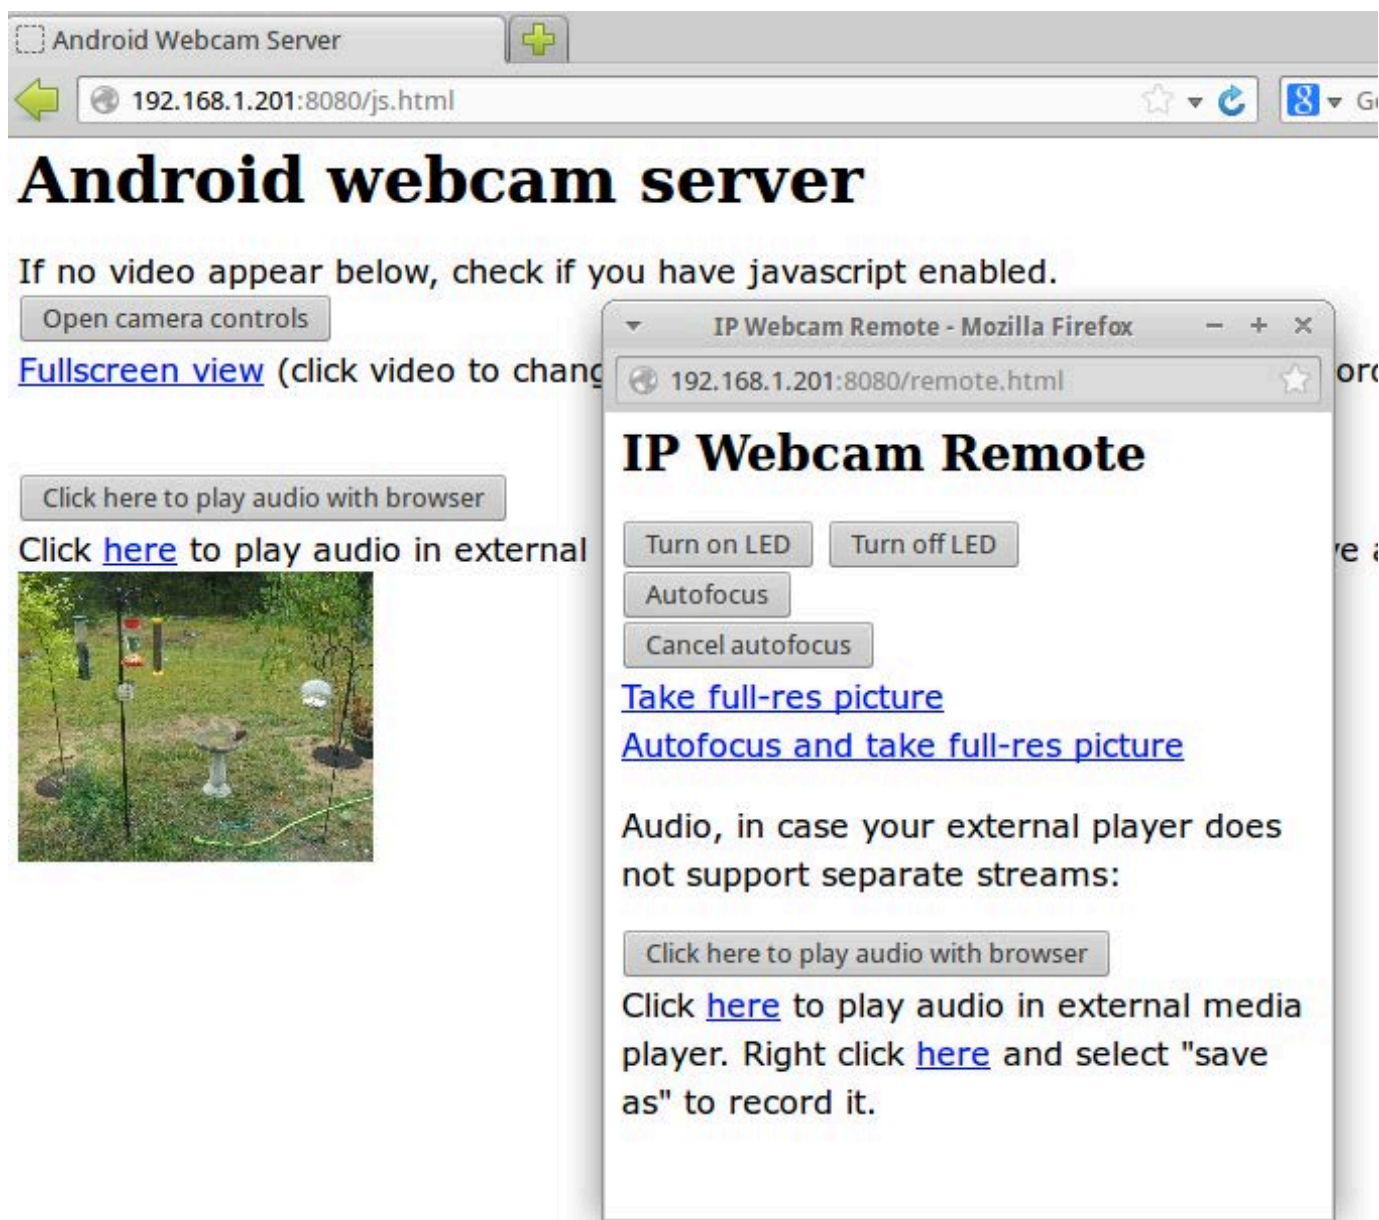 Android Webcam Server
192.168.1.201:8080/js.html
8
Android webcam server
If no video appear below, check if you have javascript enabled.
Open camera controls
Fullscreen view (click video to chang
Click here to play audio with browser
Click here to play audio in external
IP Webcam Remote - Mozilla Firefox
192.168.1.201:8080/remote.html
IP Webcam Remote
Turn on LED Turn off LED
Autofocus
Cancel autofocus
Take full-res picture
Autofocus and take full-res picture
Audio, in case your external player does
not support separate streams:
Click here to play audio with browser
Click here to play audio in external media
player. Right click here and select "save
as" to record it.